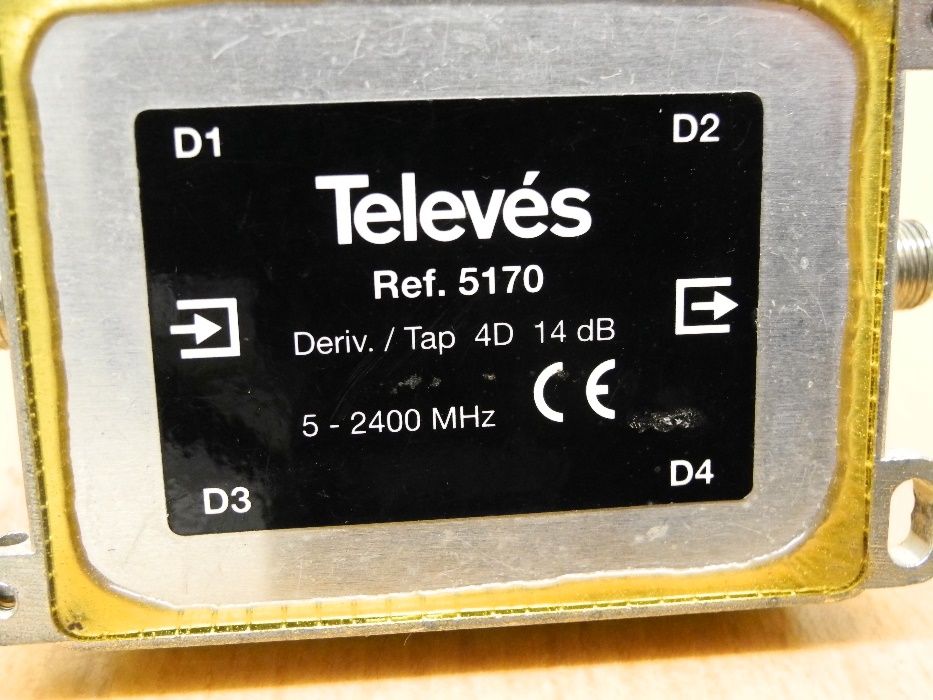 D1 D2
Televés
Ref. 5170
Deriv. / Tap 4D 14 dB
5 - 2400 MHz CE
D3 D4